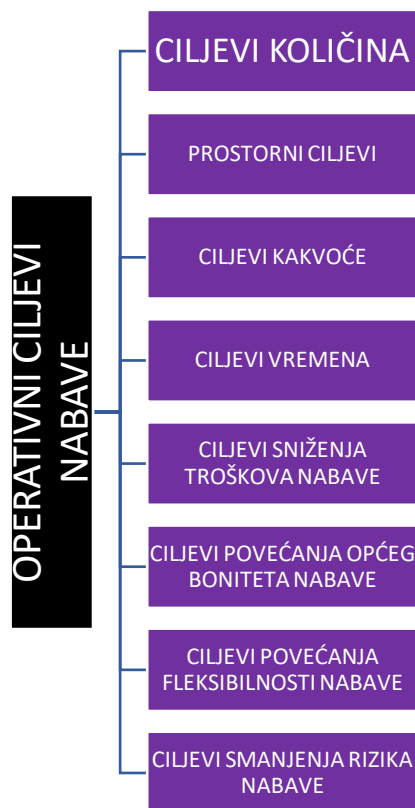 OPERATIVNI CILJEVI
NABAVE
CILJEVI KOLIČINA
PROSTORNI CILJEVI
CILJEVI KAKVOĆE
CILJEVI VREMENA
CILJEVI SNIŽENJA
TROŠKOVA NABAVE
CILJEVI POVEĆANJA OPĆEG
BONITETA NABAVE
CILJEVI POVEĆANJA
FLEKSIBILNOSTI NABAVE
CILJEVI SMANJENJA RIZIKA
NABAVE